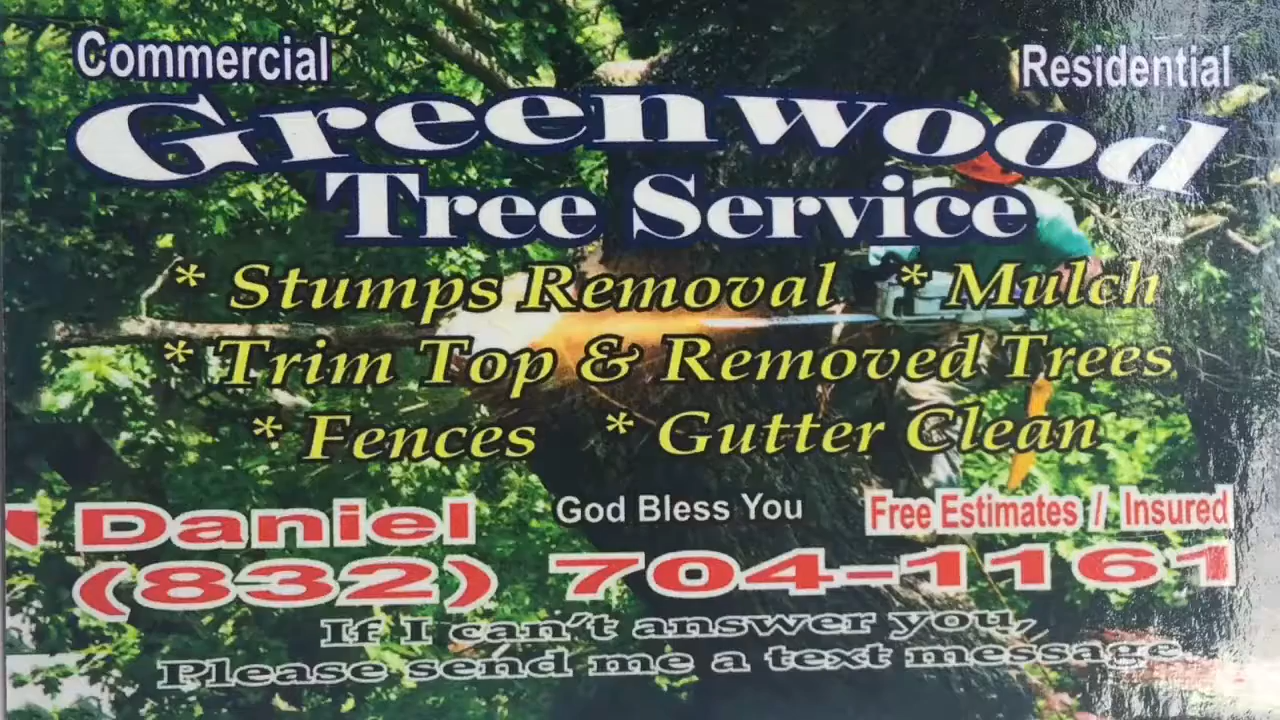 Commercial Residential
Greenwood
Tree Service
* Stumps Removal * Mulch
* Trim Top & Removed Trees
* Fences * Gutter Clean
Daniel God Bless You Free Estimates / Insured
(832) 704-1161
If I can't answer you,
Please send me a text message